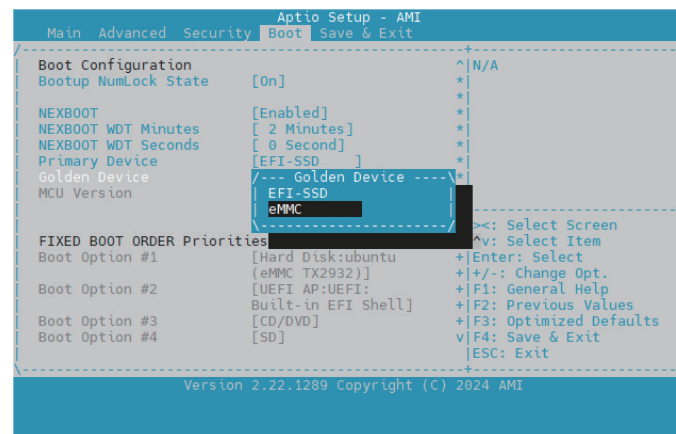 Aptio Setup - AMI
Main Advanced Security Boot Save & Exit
/---------------------------------------------------+---------------------------
| Boot Configuration ^|N/A
| Bootup NumLock State [On] *|
| *|
| NEXBOOT [Enabled] *|
| NEXBOOT WDT Minutes [ 2 Minutes] *|
| NEXBOOT WDT Seconds [ 0 Second] *|
| Primary Device [EFI-SSD ] *|
| Golden Device /--- Golden Device ----\*|
| MCU Version | EFI-SSD |
| | eMMC | |---------------------------
| \----------------------/ ><: Select Screen
| FIXED BOOT ORDER Priorities ^v: Select Item
| Boot Option #1 [Hard Disk:ubuntu +|Enter: Select
| (eMMC TX2932)] +|+/-: Change Opt.
| Boot Option #2 [UEFI AP:UEFI: +|F1: General Help
| Built-in EFI Shell] +|F2: Previous Values
| Boot Option #3 [CD/DVD] +|F3: Optimized Defaults
| Boot Option #4 [SD] v|F4: Save & Exit
| |ESC: Exit
\---------------------------------------------------+---------------------------
Version 2.22.1289 Copyright (C) 2024 AMI